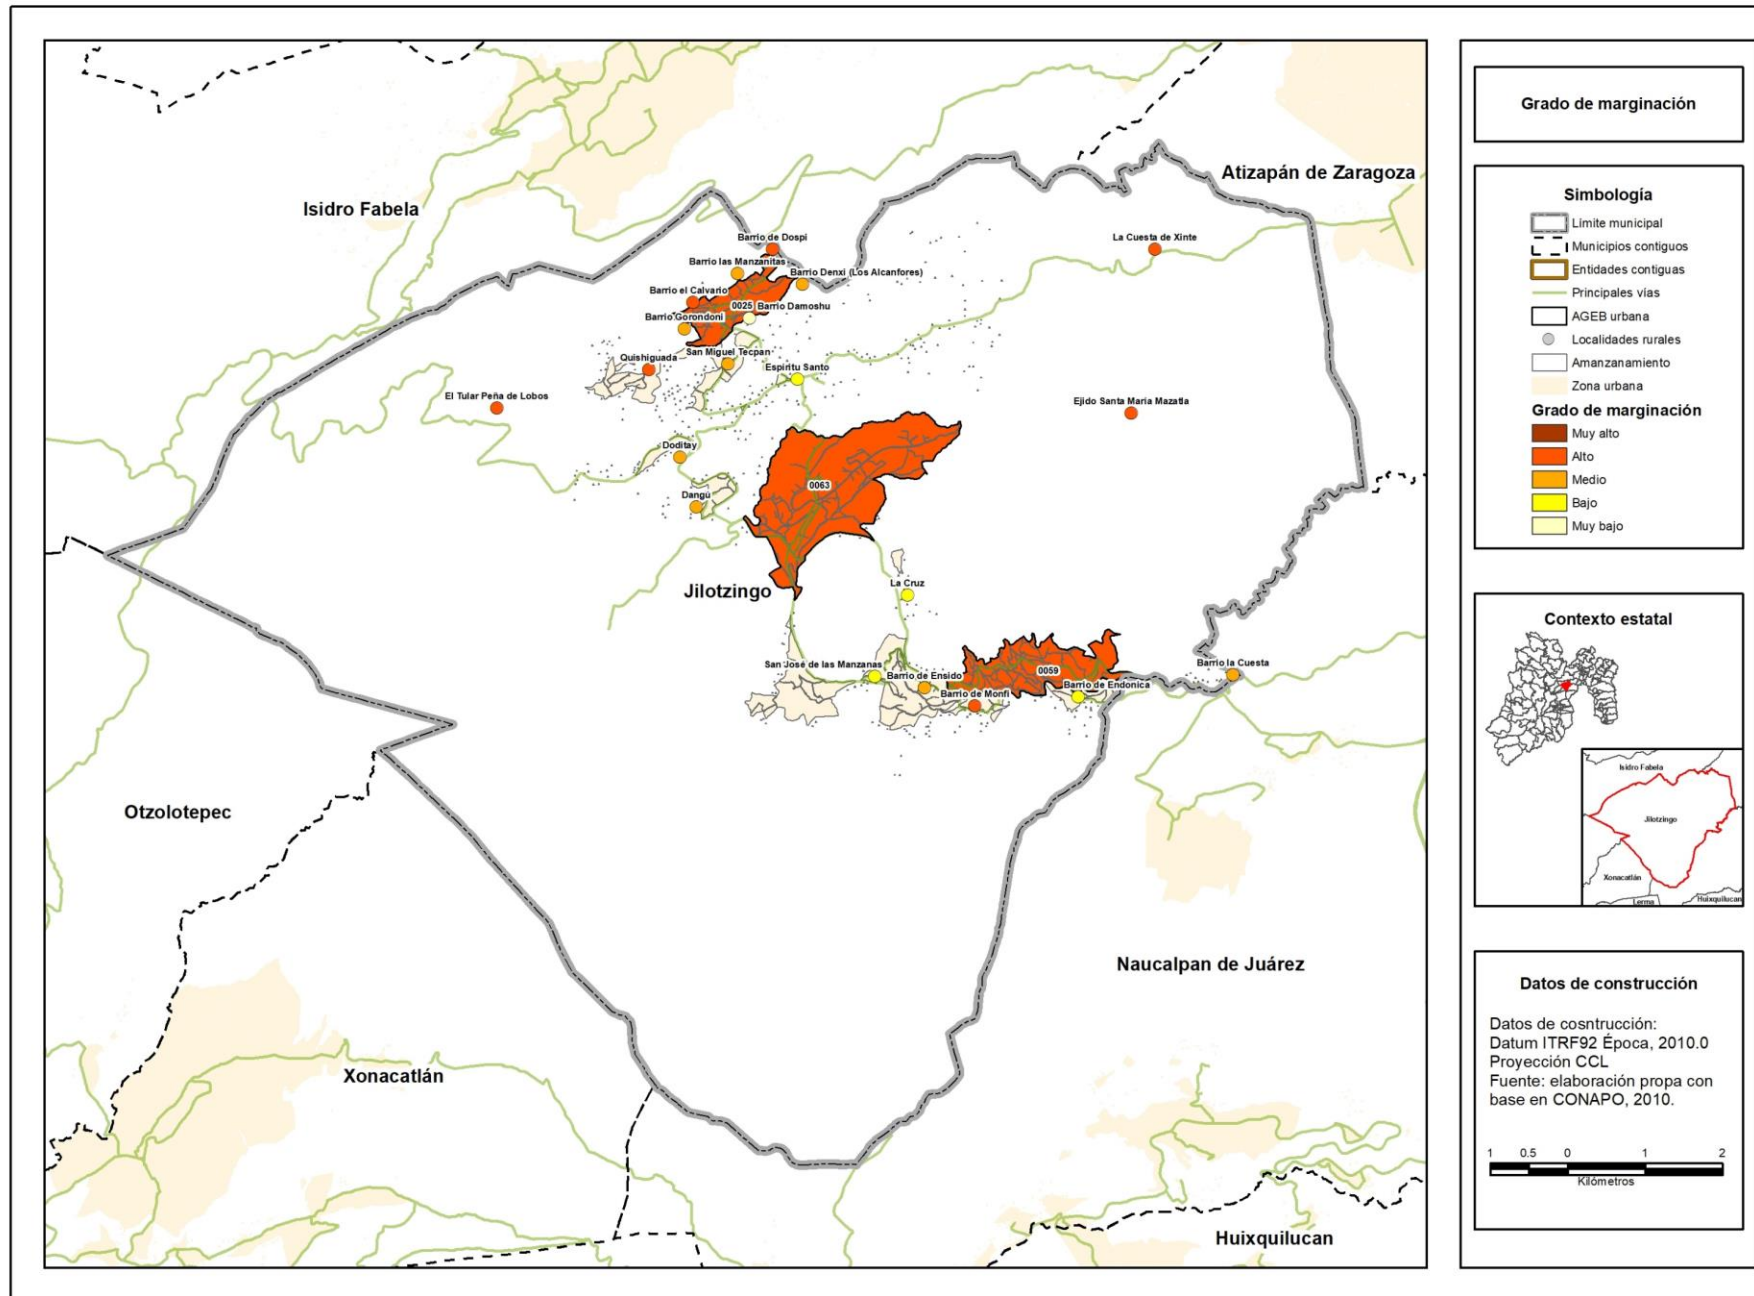 Isidro Fabela
Atizapán de Zaragoza
Barrio de Dospi
La Cuesta de Xinte
Barrio las Manzanitas
Barrio Denxi (Los Alcanfores)
Barrio el Calvario
0025
Barrio Damoshu
Barrio Gorondoni
San Miguel Tecpan
Quishiguada
Espíritu Santo
El Tular Peña de Lobos
Ejido Santa María Mazatla
Doditay
0063
Dangú
Jilotzingo
La Cruz
San José de las Manzanas
Barrio de Ensido
0059
Barrio la Cuesta
Barrio de Endonica
Barrio de Monfi
Otzolotepec
Naucalpan de Juárez
Xonacatlán
Huixquilucan
Grado de marginación
Simbología
Límite municipal
Municipios contiguos
Entidades contiguas
Principales vías
AGEB urbana
Localidades rurales
Amanzanamiento
Zona urbana
Grado de marginación
Muy alto
Alto
Medio
Bajo
Muy bajo
Contexto estatal
Isidro Fabela
Jilotzingo
Xonacatlán
Lerma
Huixquilucan
Datos de construcción
Datos de cosntrucción:
Datum ITRF92 Época, 2010.0
Proyección CCL
Fuente: elaboración propa con
base en CONAPO, 2010.
1 0.5 0 1 2
Kilómetros